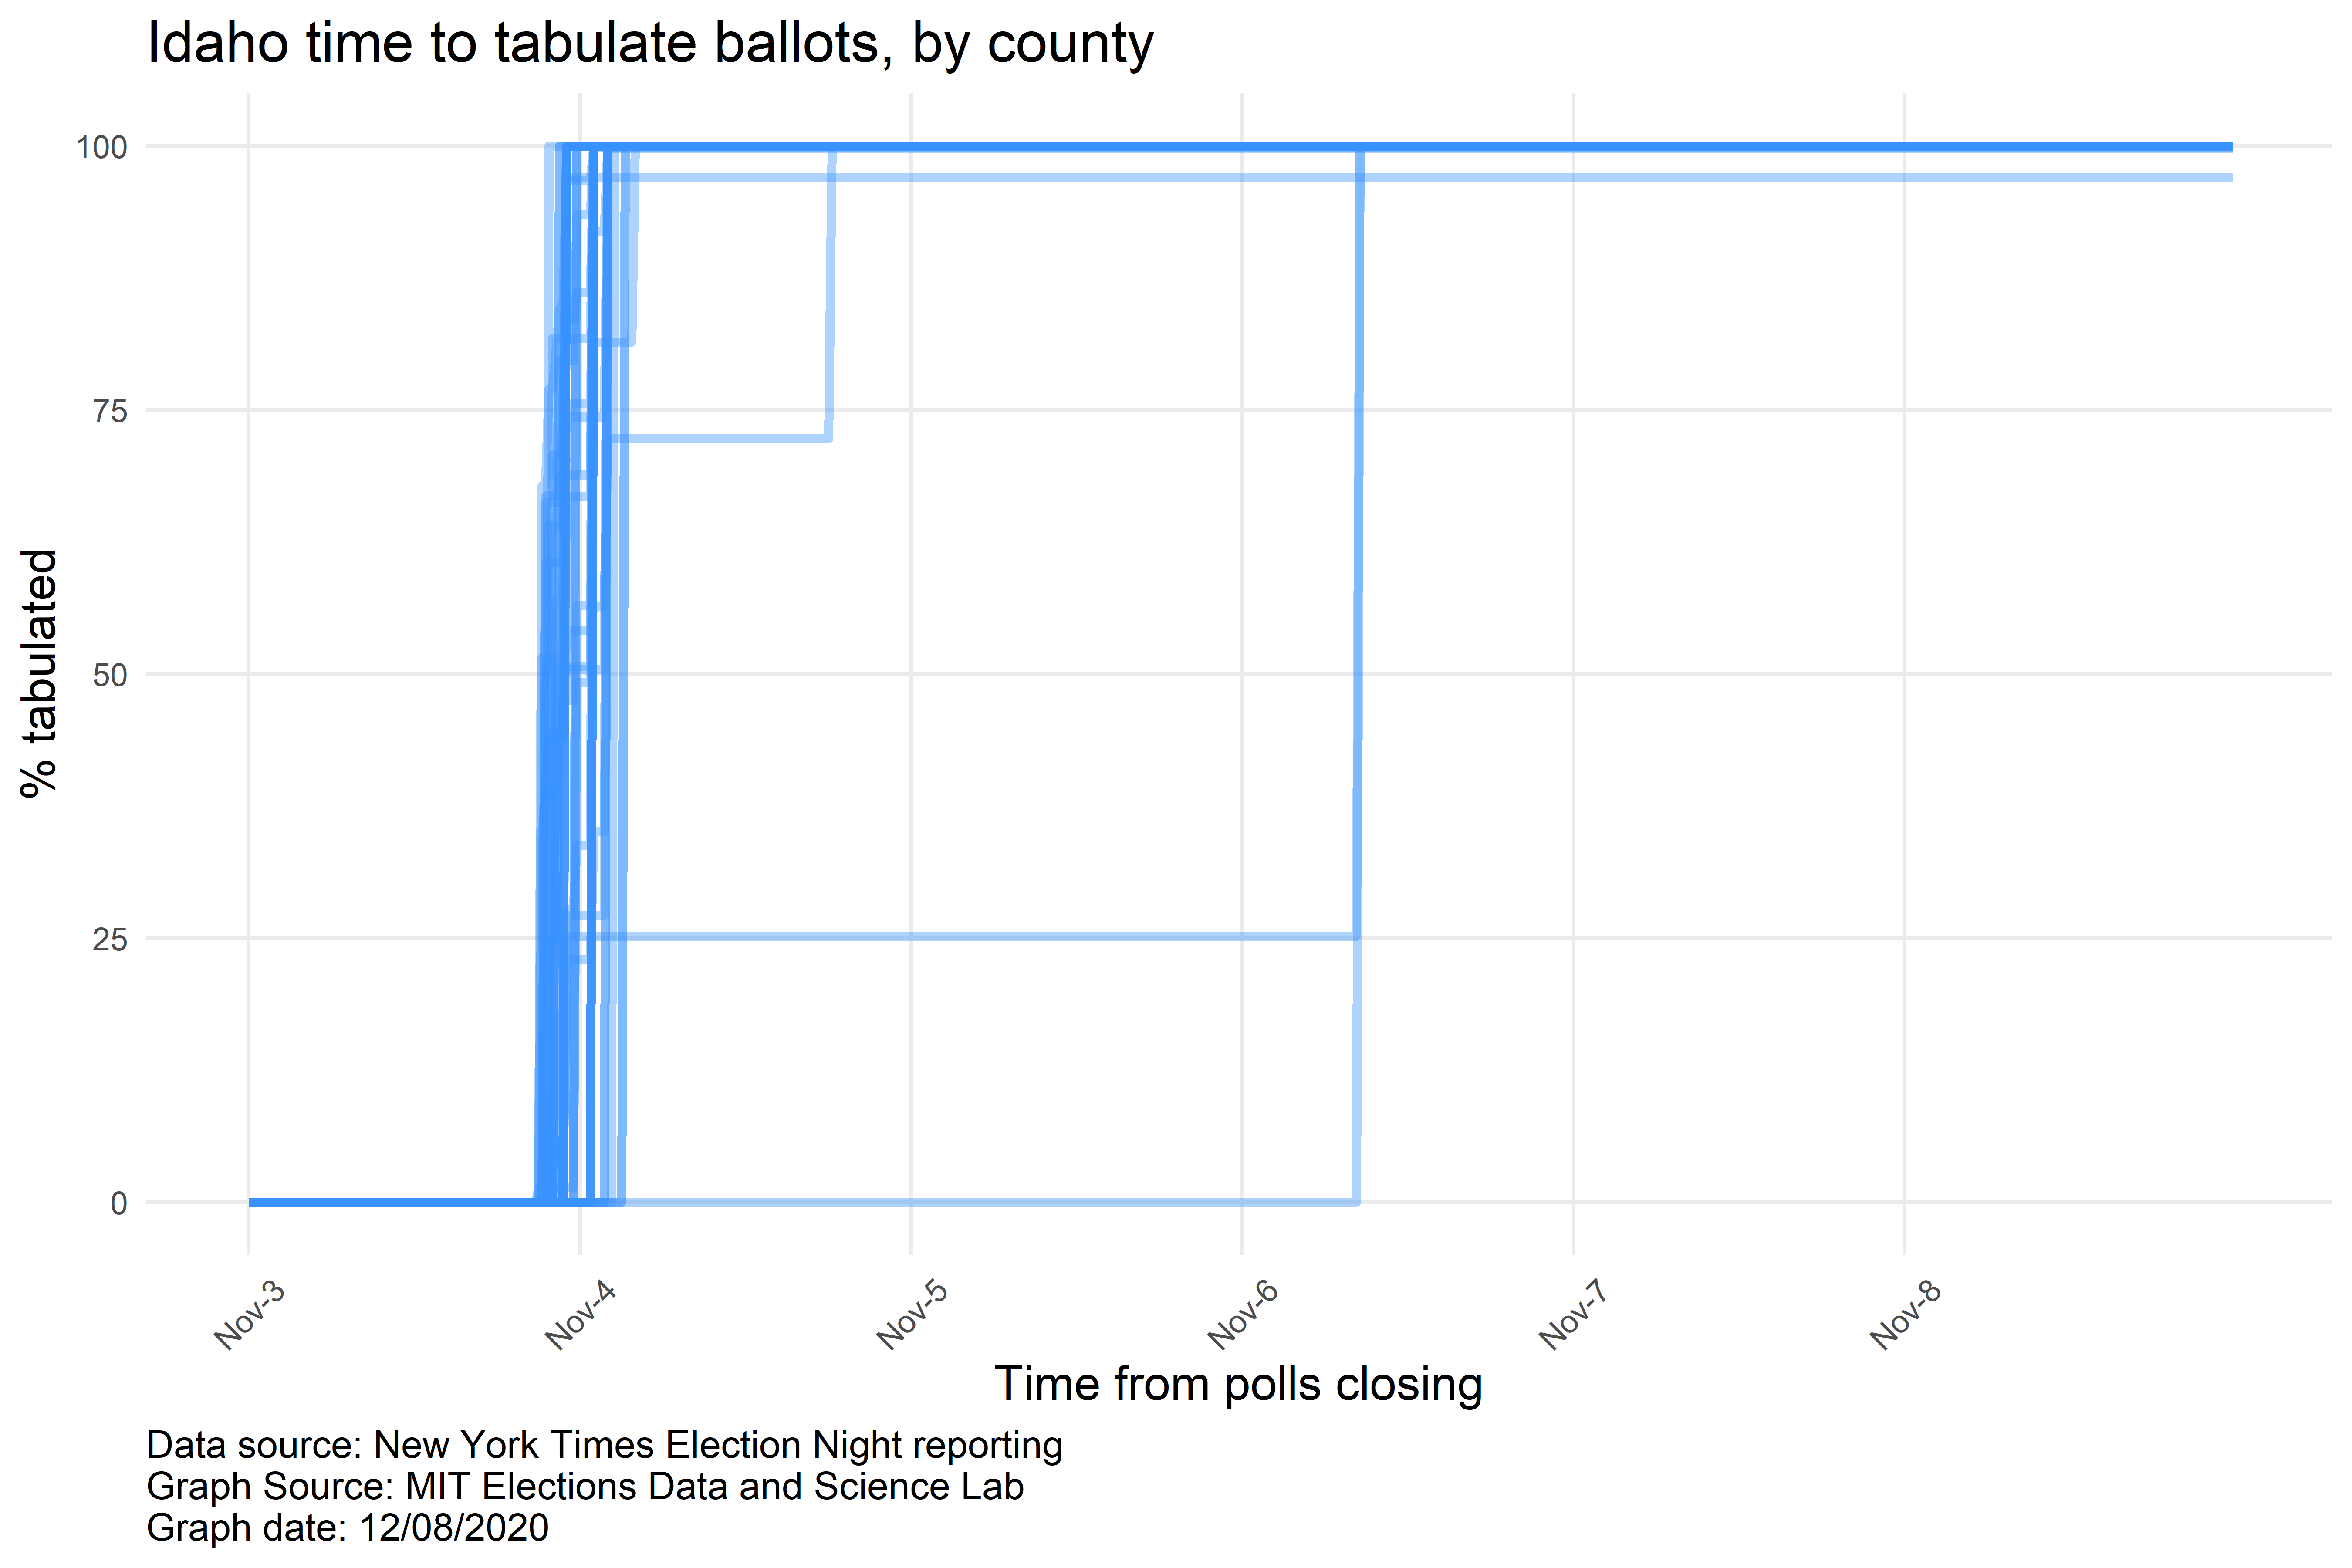 Idaho time to tabulate ballots, by county
100
75
50
25
0
% tabulated
Nov-3
Nov-4
Nov-5
Nov-6
Nov-7
Nov-8
Time from polls closing
Data source: New York Times Election Night reporting
Graph Source: MIT Elections Data and Science Lab
Graph date: 12/08/2020